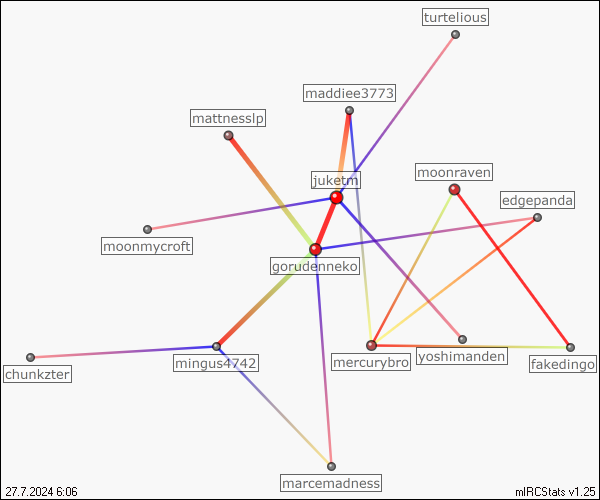 turtelious
maddiee3773
mattnesslp
moonraven
juketm
edgepanda
moonmycroft
gorudenneko
mercurybro
yoshimanden
mingus4742
fakedingo
chunkzter
marcemadness
27.7.2024 6:06
mIRCStats v1.25